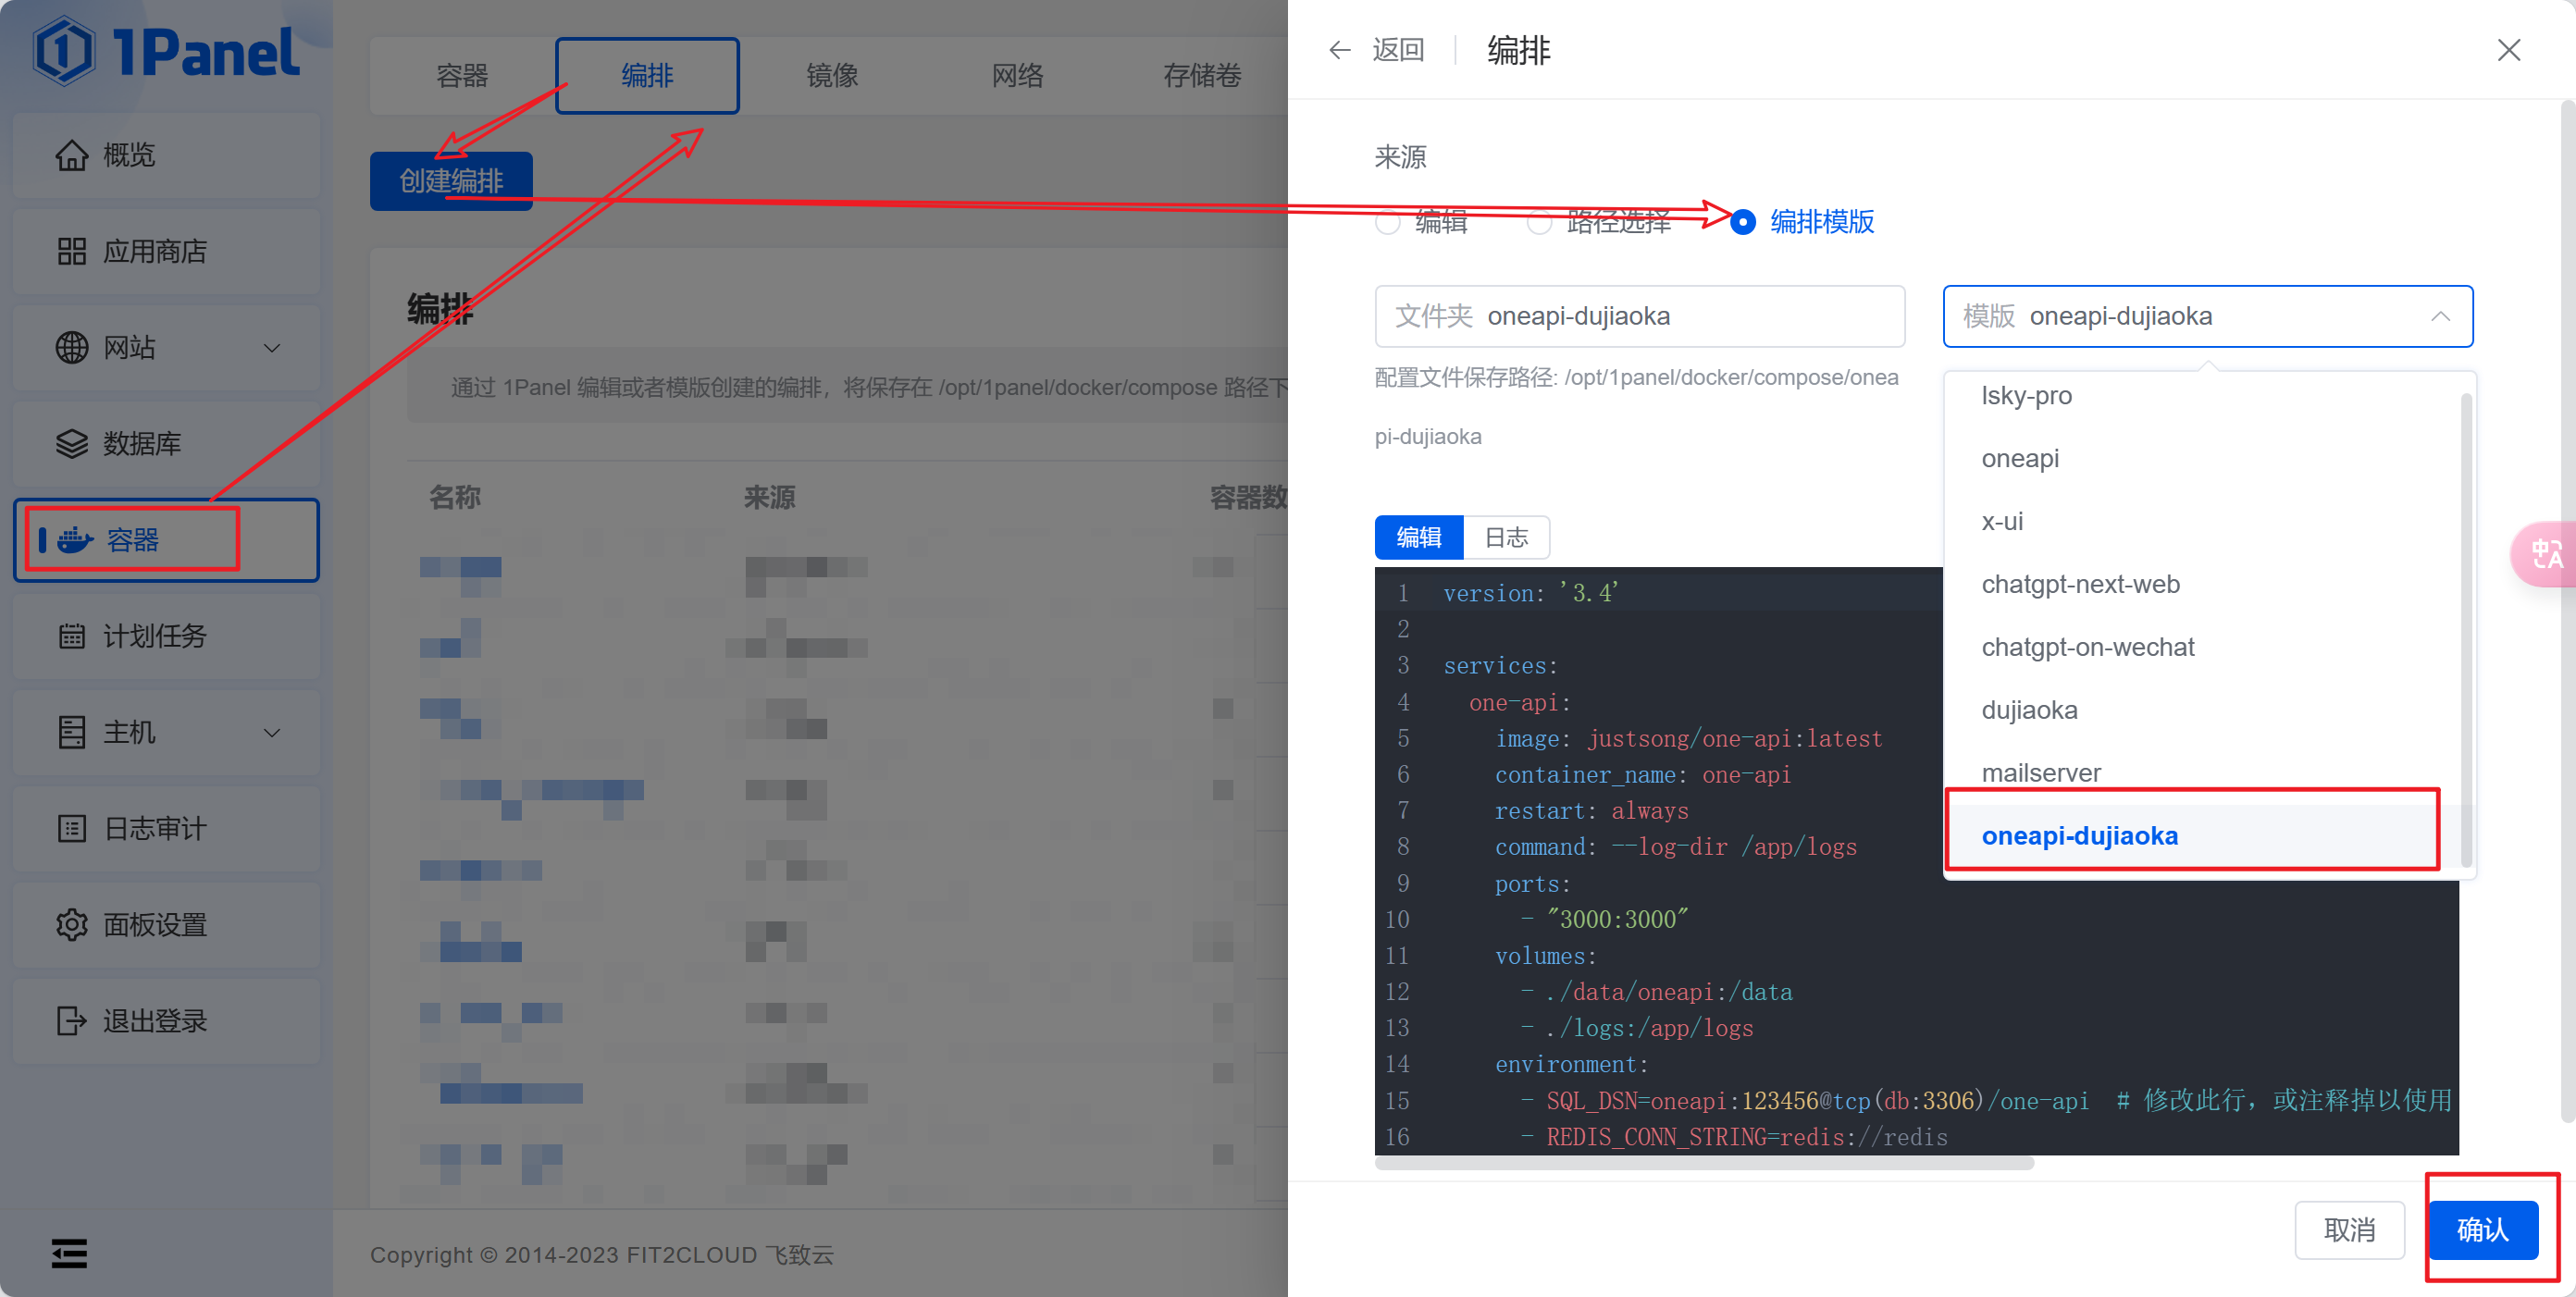 1Panel
概览
应用商店
网站
数据库
容器
计划任务
主机
日志审计
面板设置
退出登录
容器
编排
镜像
网络
存储卷
创建编排
编排
通过 1Panel 编辑或者模版创建的编排，将保存在 /opt/1panel/docker/compose 路径下
名称
来源
容器数
Copyright © 2014-2023 FIT2CLOUD 飞致云
返回
编排
来源
编辑
路径选择
编排模版
文件夹 oneapi-dujiaoka
模版 oneapi-dujiaoka
配置文件保存路径: /opt/1panel/docker/compose/onea
pi-dujiaoka
lsky-pro
oneapi
x-ui
chatgpt-next-web
chatgpt-on-wechat
dujiaoka
mailserver
oneapi-dujiaoka
编辑
日志
1 version: '3.4'
2
3 services:
4   one-api:
5     image: justsong/one-api:latest
6     container_name: one-api
7     restart: always
8     command: --log-dir /app/logs
9     ports:
10       - "3000:3000"
11     volumes:
12       - ./data/oneapi:/data
13       - ./logs:/app/logs
14     environment:
15       - SQL_DSN=oneapi:123456@tcp(db:3306)/one-api  # 修改此行，或注释掉以使用
16       - REDIS_CONN_STRING=redis://redis
取消
确认
中A